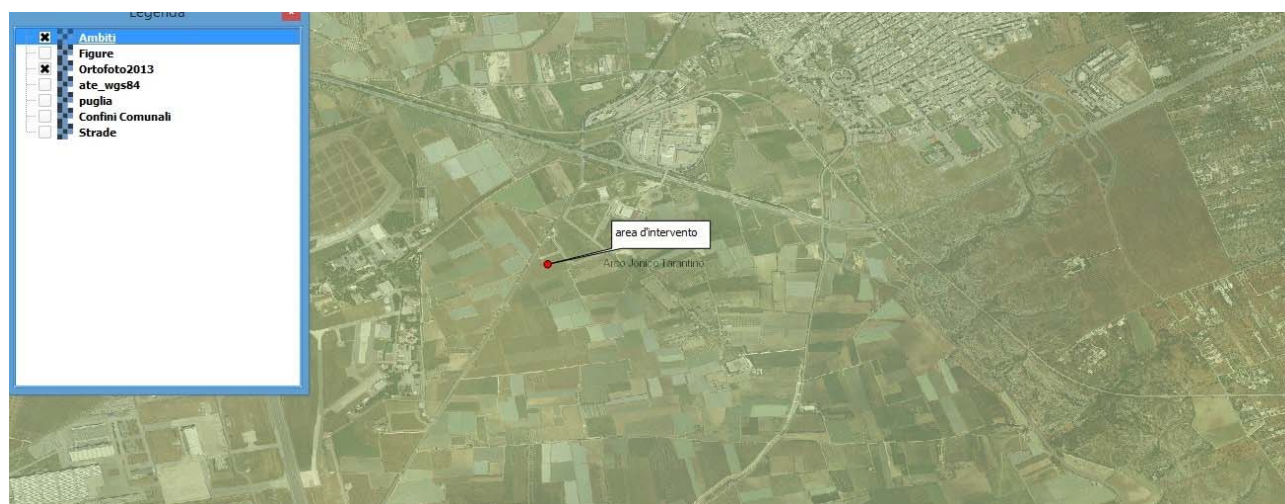 Legenda
Ambiti
Figure
Ortofoto2013
ate_wgs84
puglia
Confini Comunali
Strade
area d'intervento
Arco Jonico Tarantino